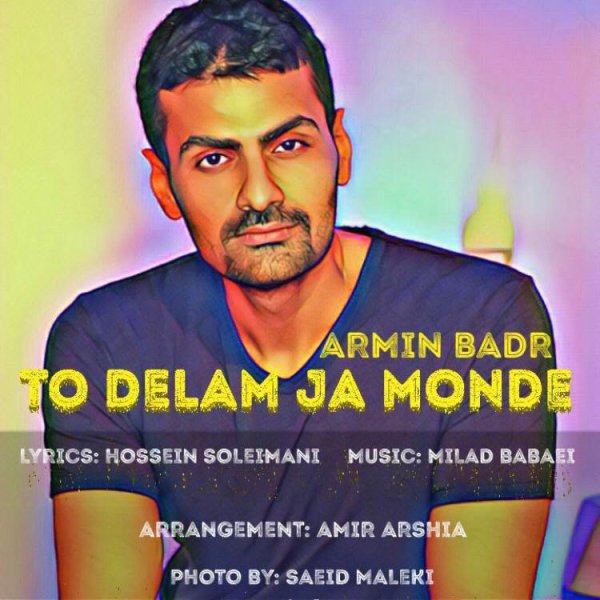 ARMIN BADR
TO DELAM JA MONDE
LYRICS: HOSSEIN SOLEIMANI MUSIC: MILAD BABAEI
ARRANGEMENT: AMIR ARSHIA
PHOTO BY: SAEID MALEKI